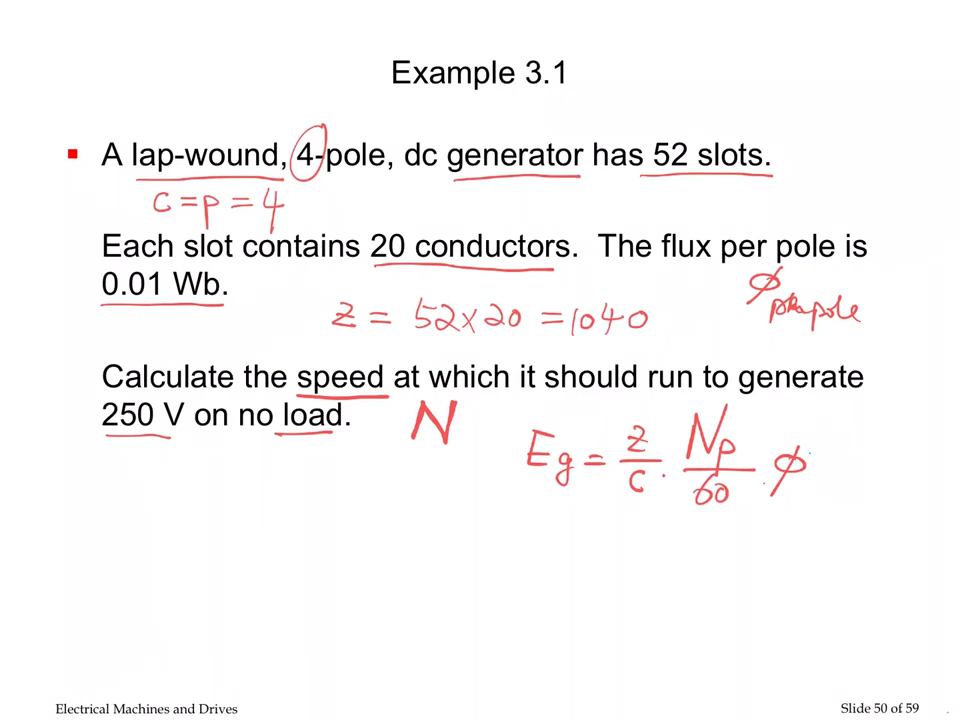 Example 3.1
▪ A lap-wound, 4-pole, dc generator has 52 slots.
c = p = 4
Each slot contains 20 conductors. The flux per pole is
0.01 Wb.
ϕ per pole
z = 52 x 20 = 1040
Calculate the speed at which it should run to generate
250 V on no load.
N
Eg = z/c · Np/60 · ϕ
Electrical Machines and Drives
Slide 50 of 59